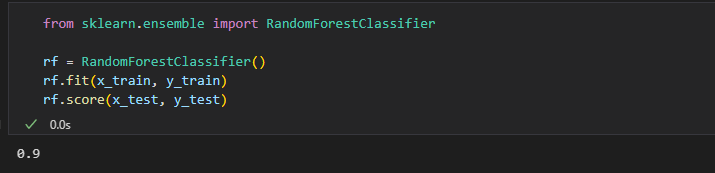 from sklearn.ensemble import RandomForestClassifier
rf = RandomForestClassifier()
rf.fit(x_train, y_train)
rf.score(x_test, y_test)
0.0s
0.9